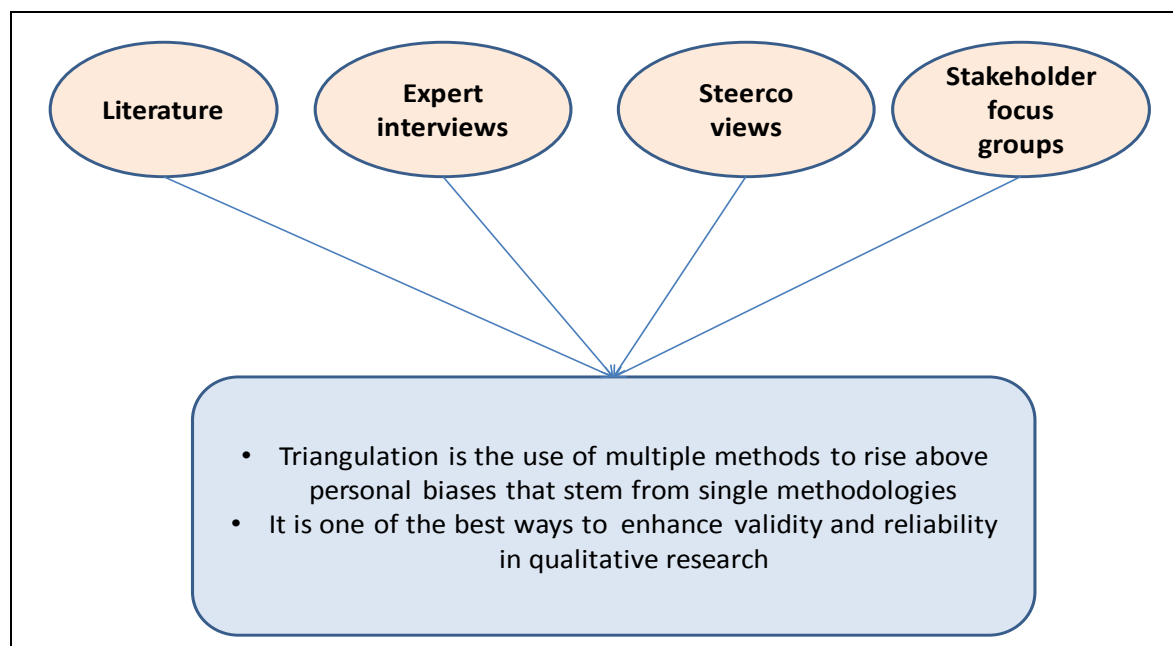 Literature
Expert
interviews
Steerco
views
Stakeholder
focus
groups
• Triangulation is the use of multiple methods to rise above
personal biases that stem from single methodologies
• It is one of the best ways to enhance validity and reliability
in qualitative research